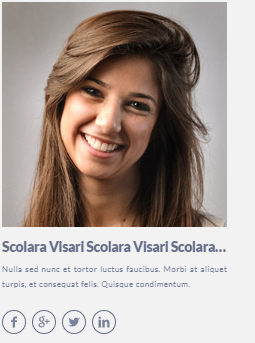 Scolara Visari Scolara Visari Scolara...
Nulla sed nunc et tortor luctus faucibus. Morbi at aliquet
turpis, et consequat felis. Quisque condimentum.
f g+ in